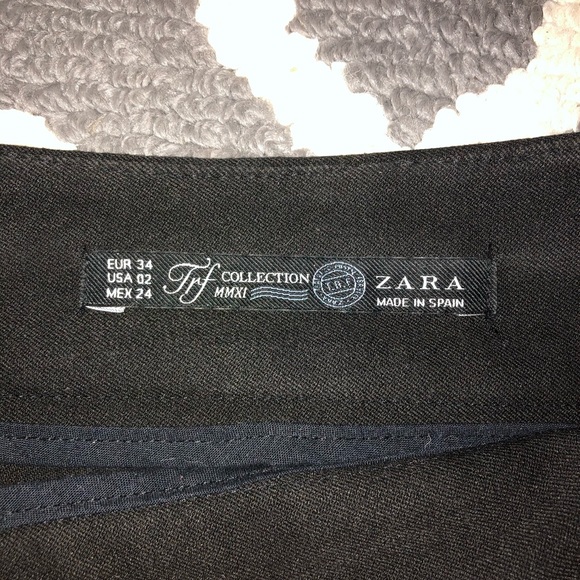 EUR 34
USA 02
MEX 24
Trf COLLECTION
MMXI
T.R.F
ZARA
MADE IN SPAIN